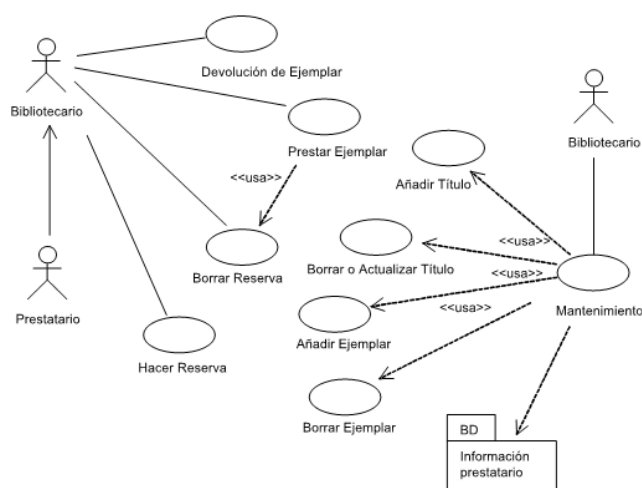 Devolución de Ejemplar
Bibliotecario
Prestar Ejemplar
<<usa>>
Borrar Reserva
Prestatario
Hacer Reserva
Bibliotecario
Añadir Título
<<usa>>
Borrar o Actualizar Título
<<usa>>
Añadir Ejemplar
<<usa>>
Mantenimiento
Borrar Ejemplar
BD
Información
prestatario